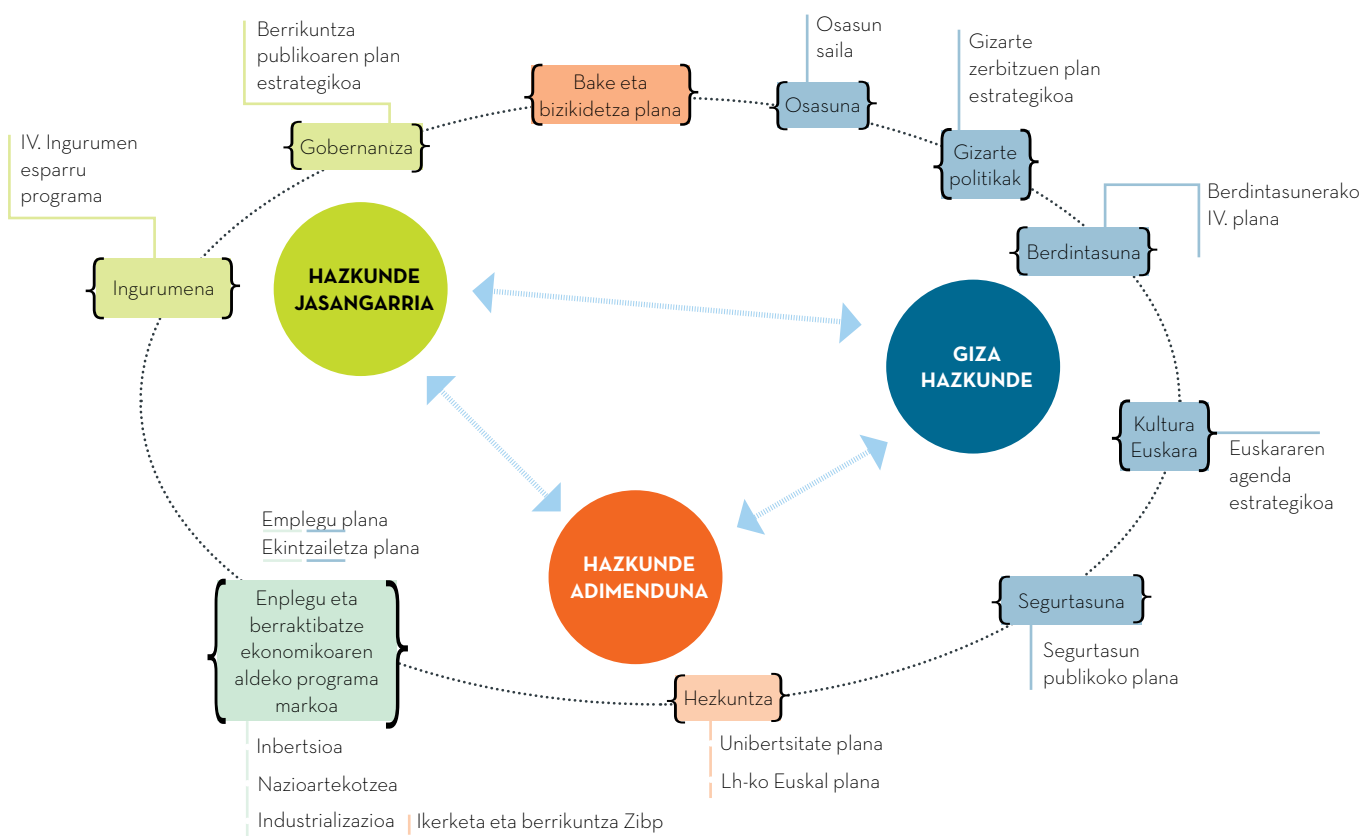 Berrikuntza
publikoaren plan
estrategikoa
Osasun
saila
Gizarte
zerbitzuen plan
estrategikoa
Bake eta
bizikidetza plana
Osasuna
IV. Ingurumen
esparru
programa
Gobernantza
Gizarte
politikak
Berdintasunerako
IV. plana
Berdintasuna
Ingurumena
HAZKUNDE
JASANGARRIA
GIZA
HAZKUNDE
Kultura
Euskara
Euskararen
agenda
estrategikoa
Emplegu plana
Ekintzailetza plana
HAZKUNDE
ADIMENDUNA
Enplegu eta
berraktibatze
ekonomikoaren
aldeko programa
markoa
Segurtasuna
Segurtasun
publikoko plana
Hezkuntza
Unibertsitate plana
Lh-ko Euskal plana
Inbertsioa
Nazioartekotzea
Industrializazioa
Ikerketa eta berrikuntza Zibp